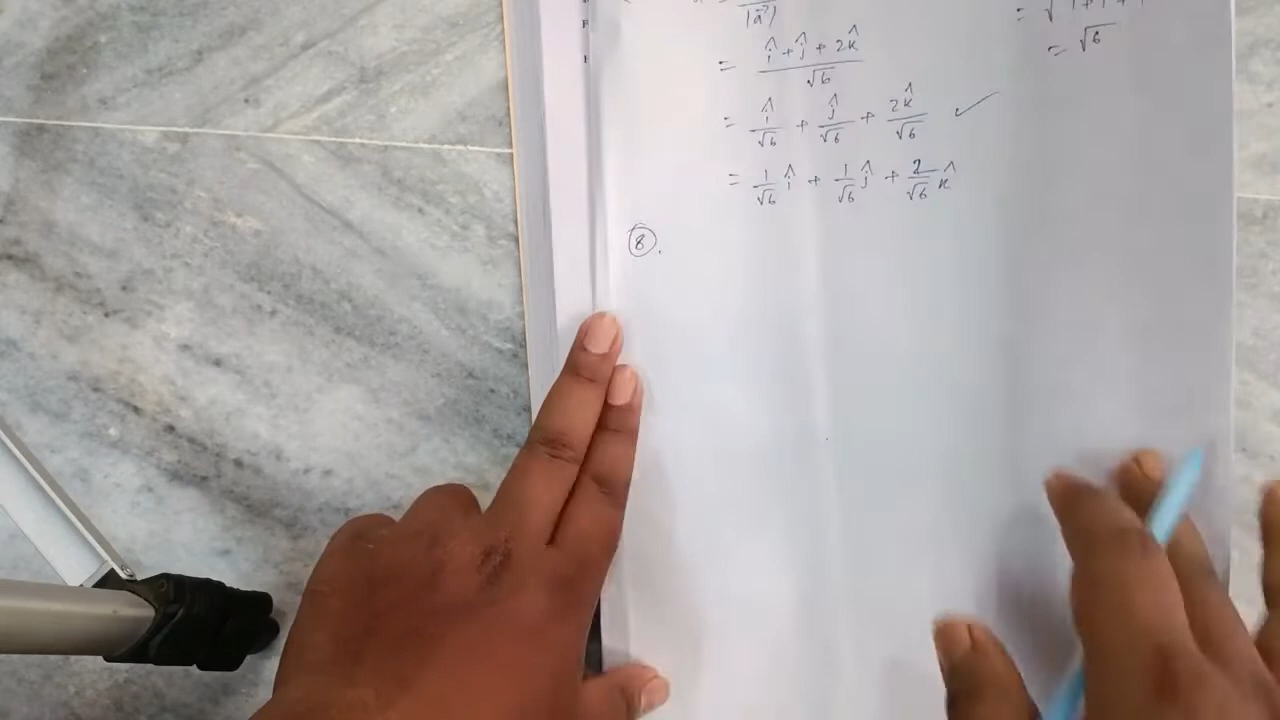 |a⃗|
= î + ĵ + 2k̂ / √6
= √6
= î/√6 + ĵ/√6 + 2k̂/√6 ✓
= 1/√6 î + 1/√6 ĵ + 2/√6 k̂
8.